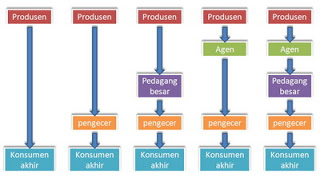 Produsen Produsen Produsen Produsen Produsen
Agen Agen
Pedagang besar Pedagang besar
pengecer pengecer pengecer pengecer
Konsumen akhir Konsumen akhir Konsumen akhir Konsumen akhir Konsumen akhir